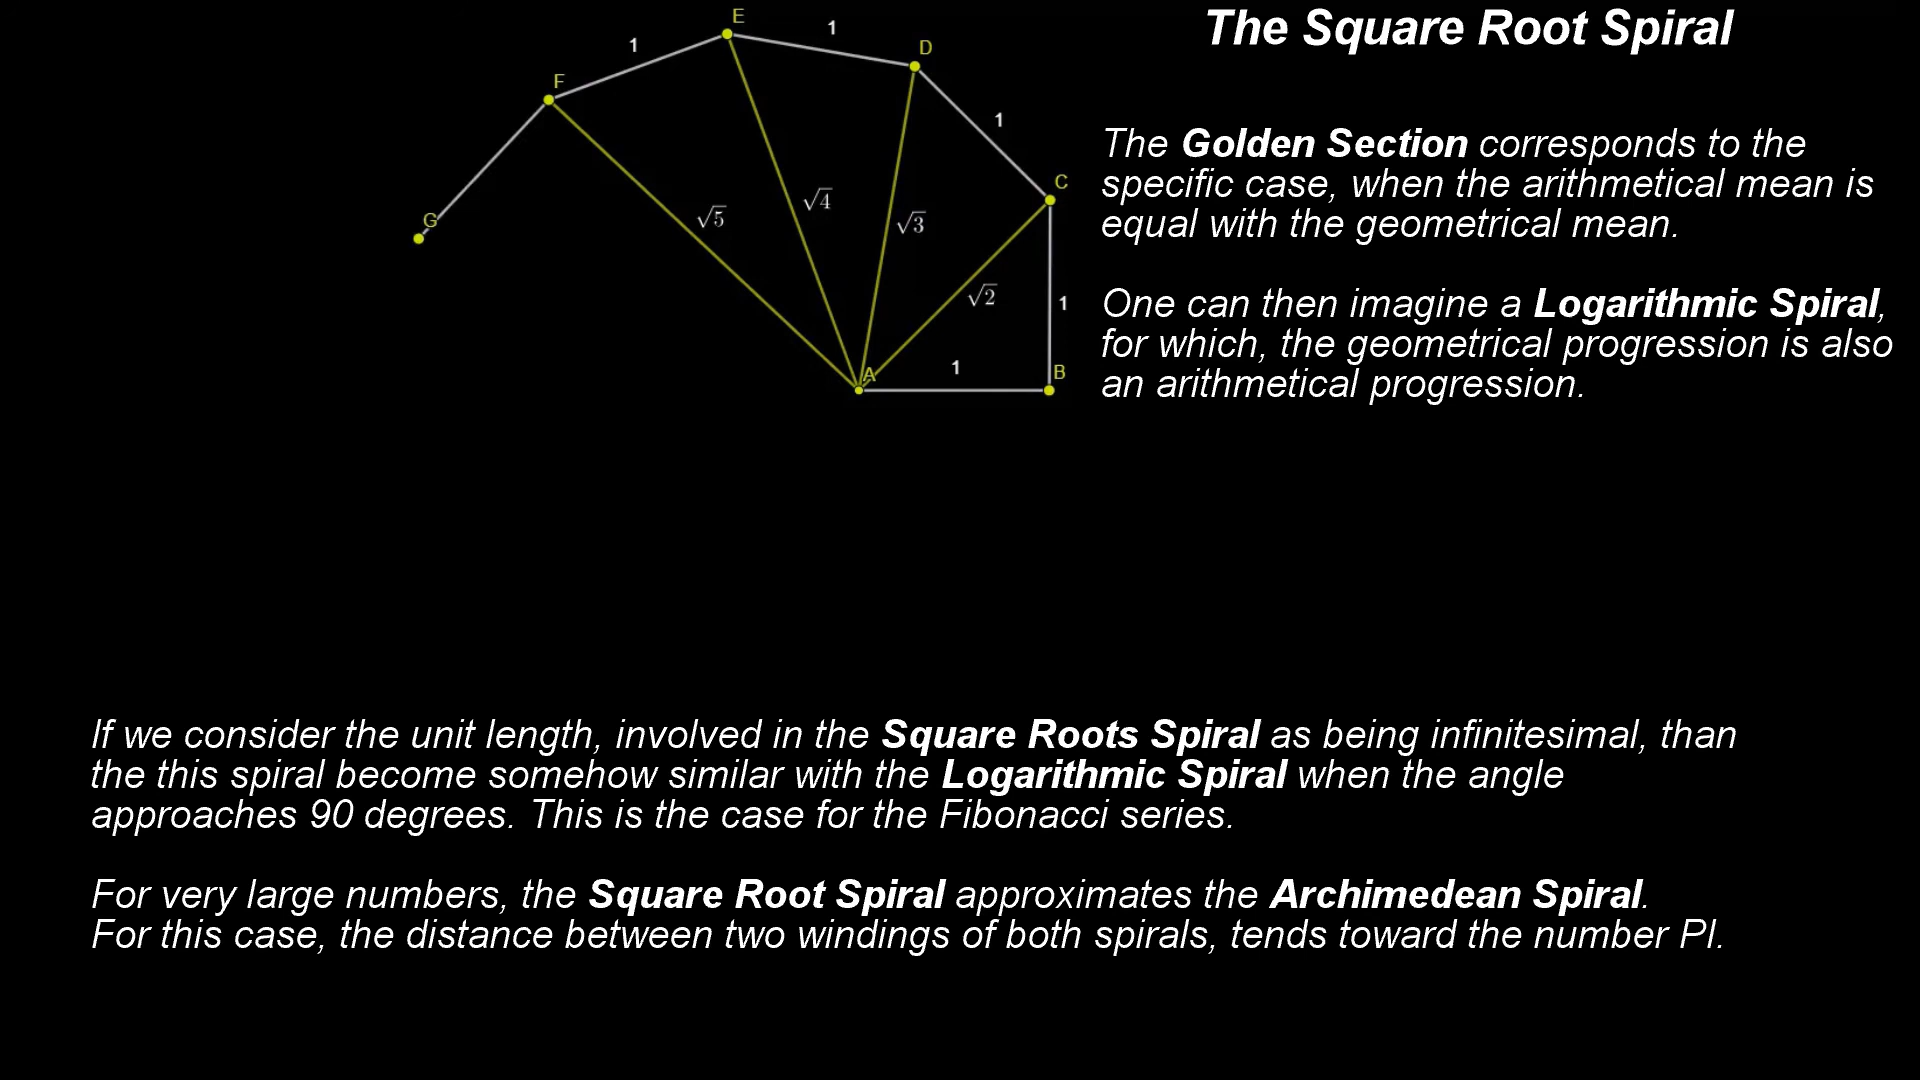 The Square Root Spiral
E
1
1
D
F
1
The Golden Section corresponds to the
specific case, when the arithmetical mean is
equal with the geometrical mean.
C
√4
√5
√3
G
√2
1
One can then imagine a Logarithmic Spiral,
for which, the geometrical progression is also
an arithmetical progression.
1
A
B
If we consider the unit length, involved in the Square Roots Spiral as being infinitesimal, than
the this spiral become somehow similar with the Logarithmic Spiral when the angle
approaches 90 degrees. This is the case for the Fibonacci series.
For very large numbers, the Square Root Spiral approximates the Archimedean Spiral.
For this case, the distance between two windings of both spirals, tends toward the number PI.